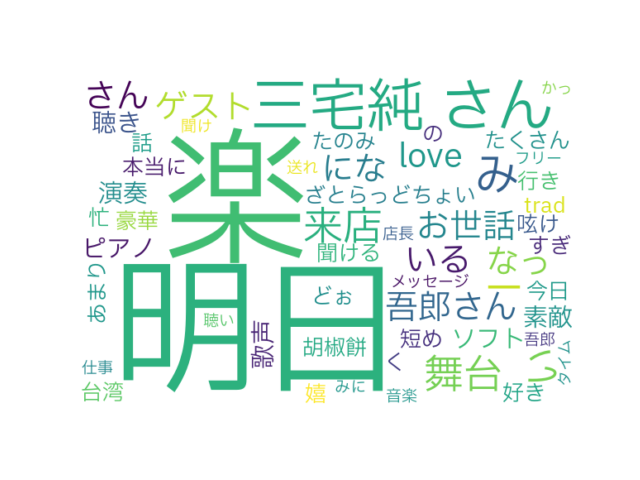 さん
ゲスト
三宅純
さん
かっ
聴き
聞け
話
たのみ
の
たくさん
love
み
フリー
本当に
楽
送れ
にな
行き
演奏
ざとらっどちょい
trad
忙
豪華
来店
店長
お世話
呟け
ピアノ
聞ける
いる
なっ
すぎ
あまり
明日
どぉ
メッセージ
ー
今日
吾郎さん
素敵
聴い
歌声
胡椒餅
短め
ソフト
吾郎
く
舞台
う
タイム
仕事
台湾
嬉
みに
音楽
好き